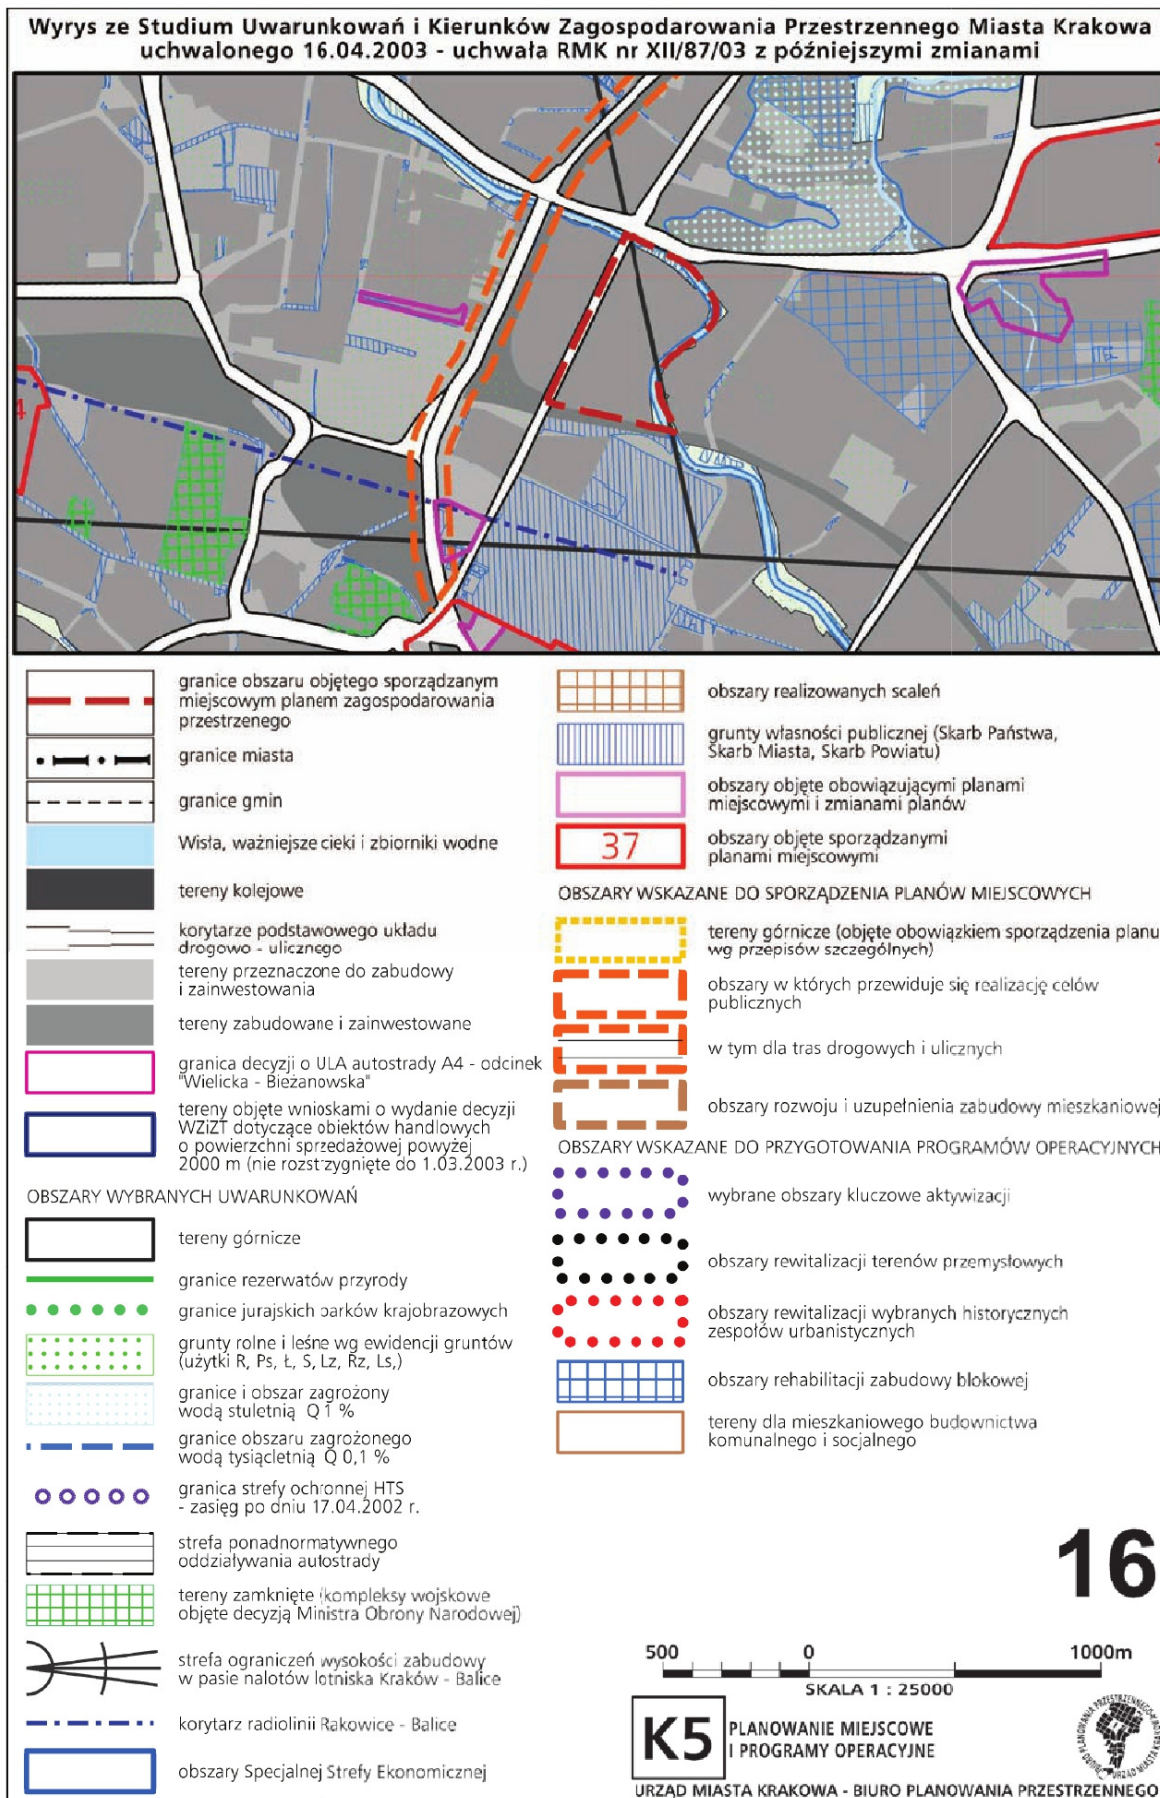 Wyrys ze Studium Uwarunkowań i Kierunków Zagospodarowania Przestrzennego Miasta Krakowa
uchwalonego 16.04.2003 - uchwała RMK nr XII/87/03 z późniejszymi zmianami
granice obszaru objętego sporządzanym
miejscowym planem zagospodarowania
przestrzenego
granice miasta
granice gmin
Wisła, ważniejsze cieki i zbiorniki wodne
tereny kolejowe
korytarze podstawowego układu
drogowo - ulicznego
tereny przeznaczone do zabudowy
i zainwestowania
tereny zabudowane i zainwestowane
granica decyzji o ULA autostrady A4 - odcinek
"Wielicka - Bieżanowska"
tereny objęte wnioskami o wydanie decyzji
WZiZT dotyczące obiektów handlowych
o powierzchni sprzedażowej powyżej
2000 m (nie rozstrzygnięte do 1.03.2003 r.)
OBSZARY WYBRANYCH UWARUNKOWAŃ
tereny górnicze
granice rezerwatów przyrody
granice jurajskich parków krajobrazowych
grunty rolne i leśne wg ewidencji gruntów
(użytki R, Ps, Ł, S, Lz, Rz, Ls,)
granice i obszar zagrożony
wodą stuletnią Q 1 %
granice obszaru zagrożonego
wodą tysiącletnią Q 0,1 %
granica strefy ochronnej HTS
- zasięg po dniu 17.04.2002 r.
strefa ponadnormatywnego
oddziaływania autostrady
tereny zamknięte (kompleksy wojskowe
objęte decyzją Ministra Obrony Narodowej)
strefa ograniczeń wysokości zabudowy
w pasie nalotów lotniska Kraków - Balice
korytarz radiolinii Rakowice - Balice
obszary Specjalnej Strefy Ekonomicznej
obszary realizowanych scaleń
grunty własności publicznej (Skarb Państwa,
Skarb Miasta, Skarb Powiatu)
obszary objęte obowiązującymi planami
miejscowymi i zmianami planów
37
obszary objęte sporządzanymi
planami miejscowymi
OBSZARY WSKAZANE DO SPORZĄDZENIA PLANÓW MIEJSCOWYCH
tereny górnicze (objęte obowiązkiem sporządzenia planu
wg przepisów szczególnych)
obszary w których przewiduje się realizację celów
publicznych
w tym dla tras drogowych i ulicznych
obszary rozwoju i uzupełnienia zabudowy mieszkaniowej
OBSZARY WSKAZANE DO PRZYGOTOWANIA PROGRAMÓW OPERACYJNYCH
wybrane obszary kluczowe aktywizacji
obszary rewitalizacji terenów przemysłowych
obszary rewitalizacji wybranych historycznych
zespołów urbanistycznych
obszary rehabilitacji zabudowy blokowej
tereny dla mieszkaniowego budownictwa
komunalnego i socjalnego
16
500 0 1000m
SKALA 1 : 25000
K5
PLANOWANIE MIEJSCOWE
I PROGRAMY OPERACYJNE
URZĄD MIASTA KRAKOWA - BIURO PLANOWANIA PRZESTRZENNEGO